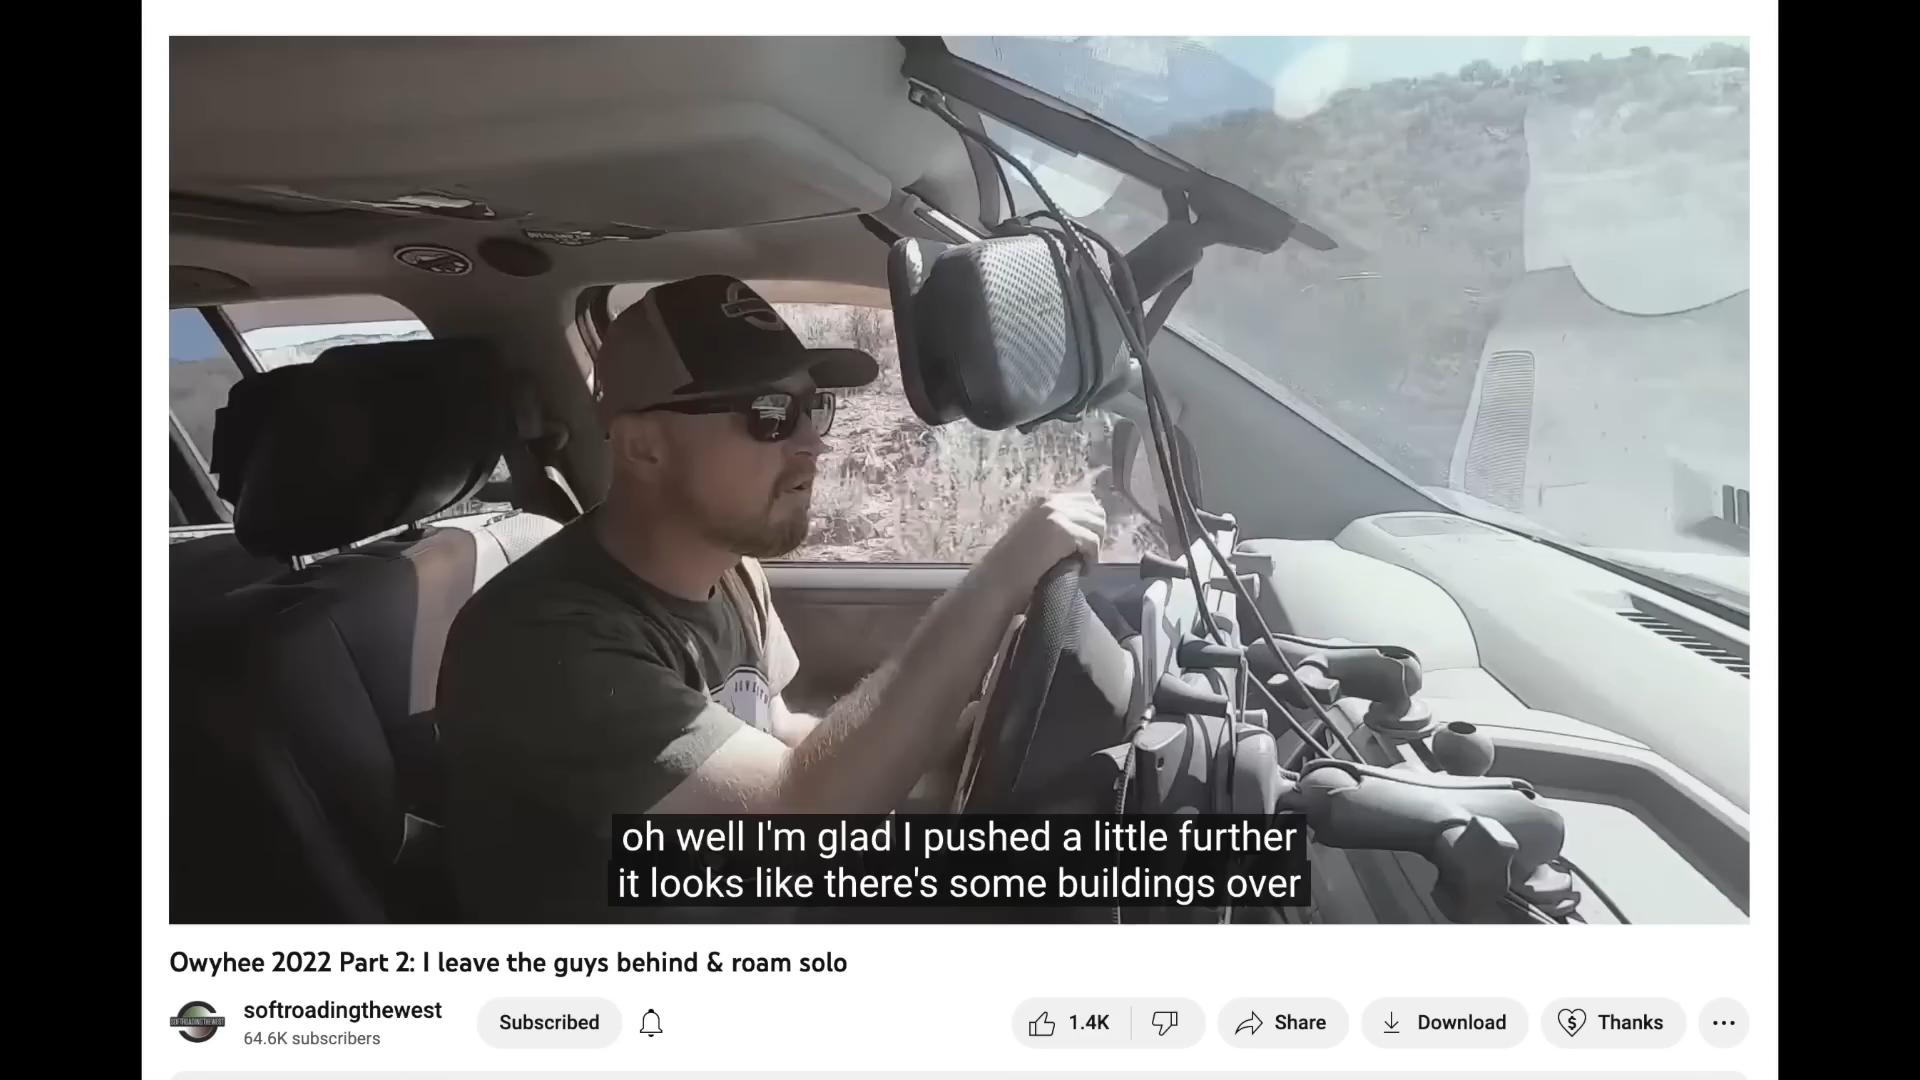 oh well I'm glad I pushed a little further
it looks like there's some buildings over
Owyhee 2022 Part 2: I leave the guys behind & roam solo
softroadingthewest
64.6K subscribers
Subscribed
1.4K
Share
Download
Thanks